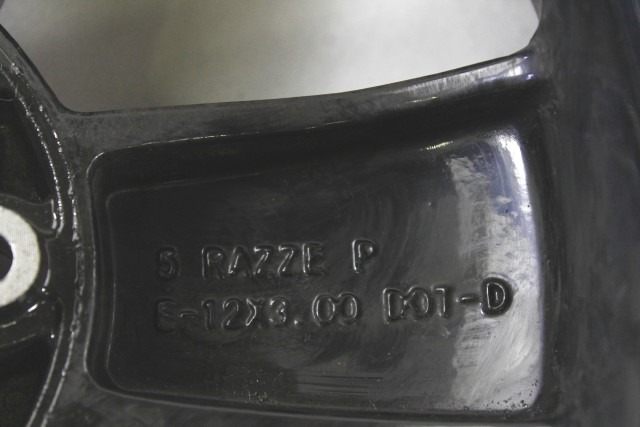 5 RAZZE P
E-12X3.00 DOT-D